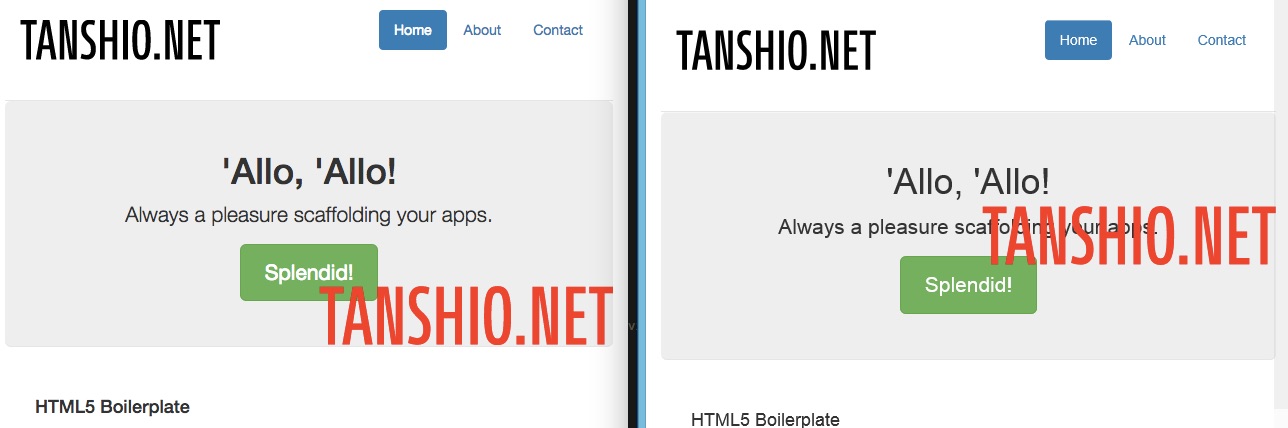 TANSHIO.NET
Home About Contact
'Allo, 'Allo!
Always a pleasure scaffolding your apps.
Splendid!
TANSHIO.NET
HTML5 Boilerplate
v
TANSHIO.NET
Home About Contact
'Allo, 'Allo!
Always a pleasure scaffolding your apps.
TANSHIO.NET
Splendid!
HTML5 Boilerplate